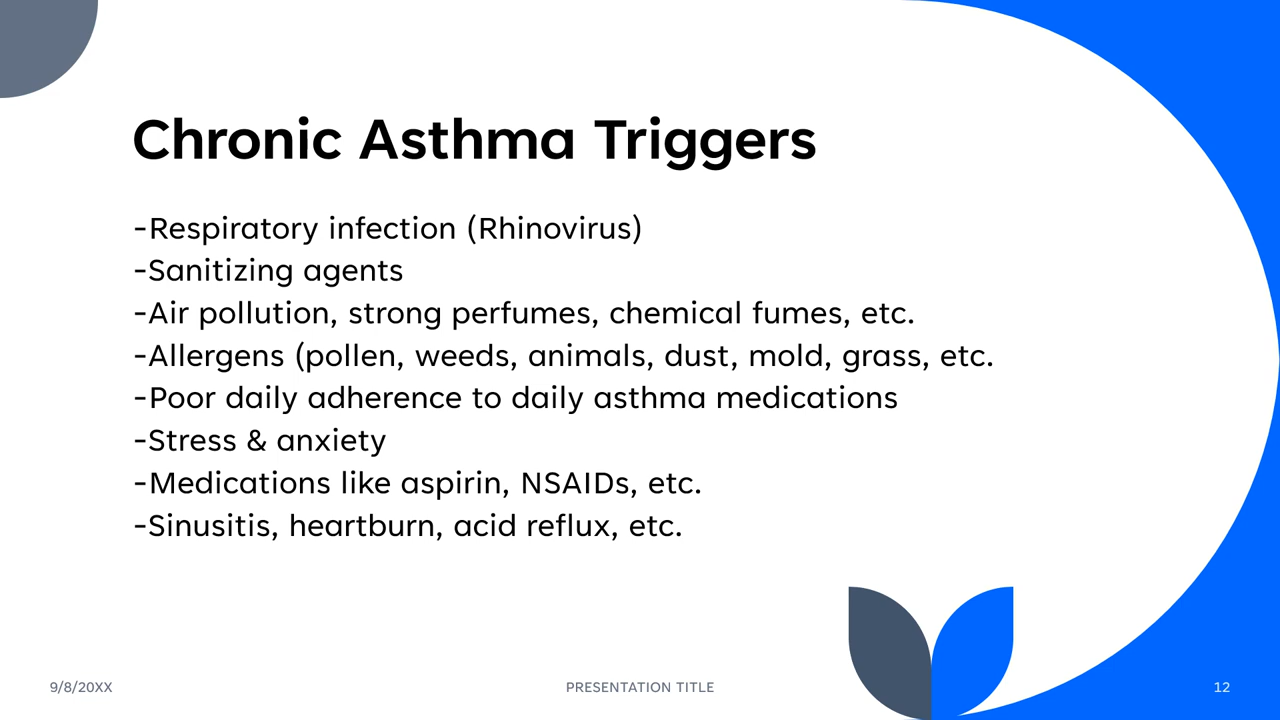 Chronic Asthma Triggers
-Respiratory infection (Rhinovirus)
-Sanitizing agents
-Air pollution, strong perfumes, chemical fumes, etc.
-Allergens (pollen, weeds, animals, dust, mold, grass, etc.
-Poor daily adherence to daily asthma medications
-Stress & anxiety
-Medications like aspirin, NSAIDs, etc.
-Sinusitis, heartburn, acid reflux, etc.
9/8/20XX
PRESENTATION TITLE
12